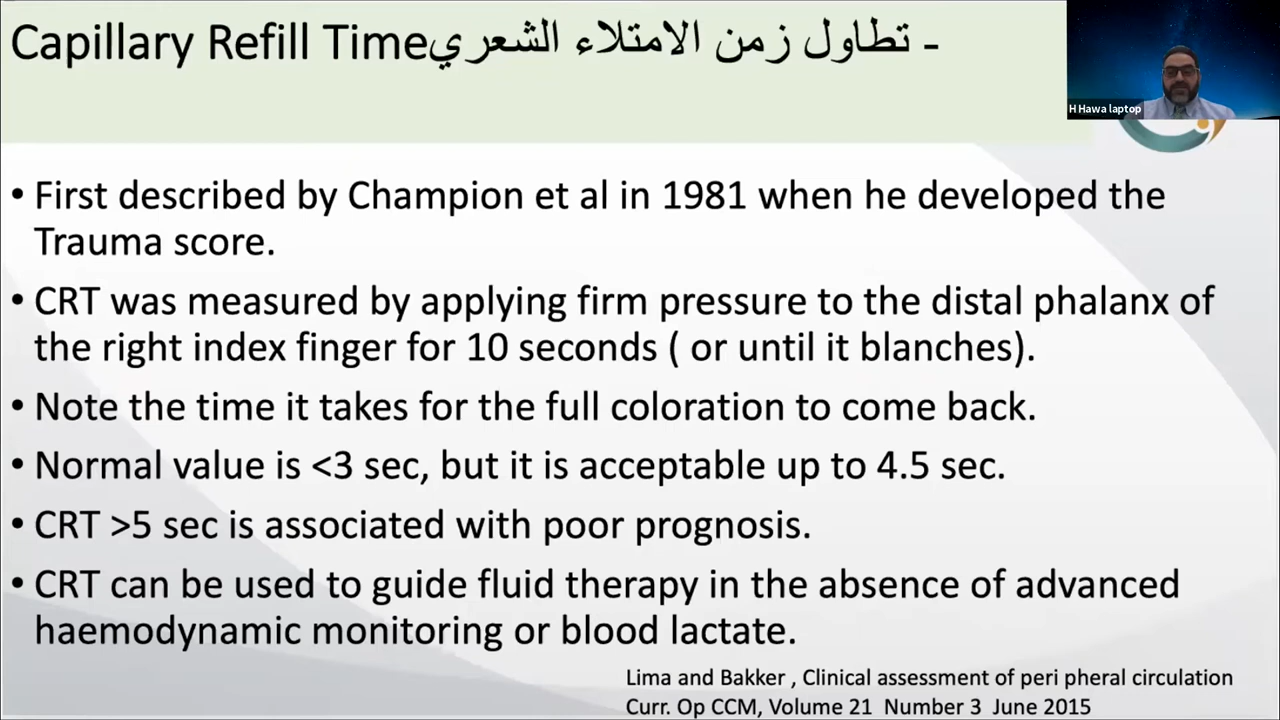 Capillary Refill Timeتطاول زمن الامتلاء الشعري -
H Hawa laptop
• First described by Champion et al in 1981 when he developed the
Trauma score.
• CRT was measured by applying firm pressure to the distal phalanx of
the right index finger for 10 seconds ( or until it blanches).
• Note the time it takes for the full coloration to come back.
• Normal value is <3 sec, but it is acceptable up to 4.5 sec.
• CRT >5 sec is associated with poor prognosis.
• CRT can be used to guide fluid therapy in the absence of advanced
haemodynamic monitoring or blood lactate.
Lima and Bakker , Clinical assessment of peri pheral circulation
Curr. Op CCM, Volume 21 Number 3 June 2015